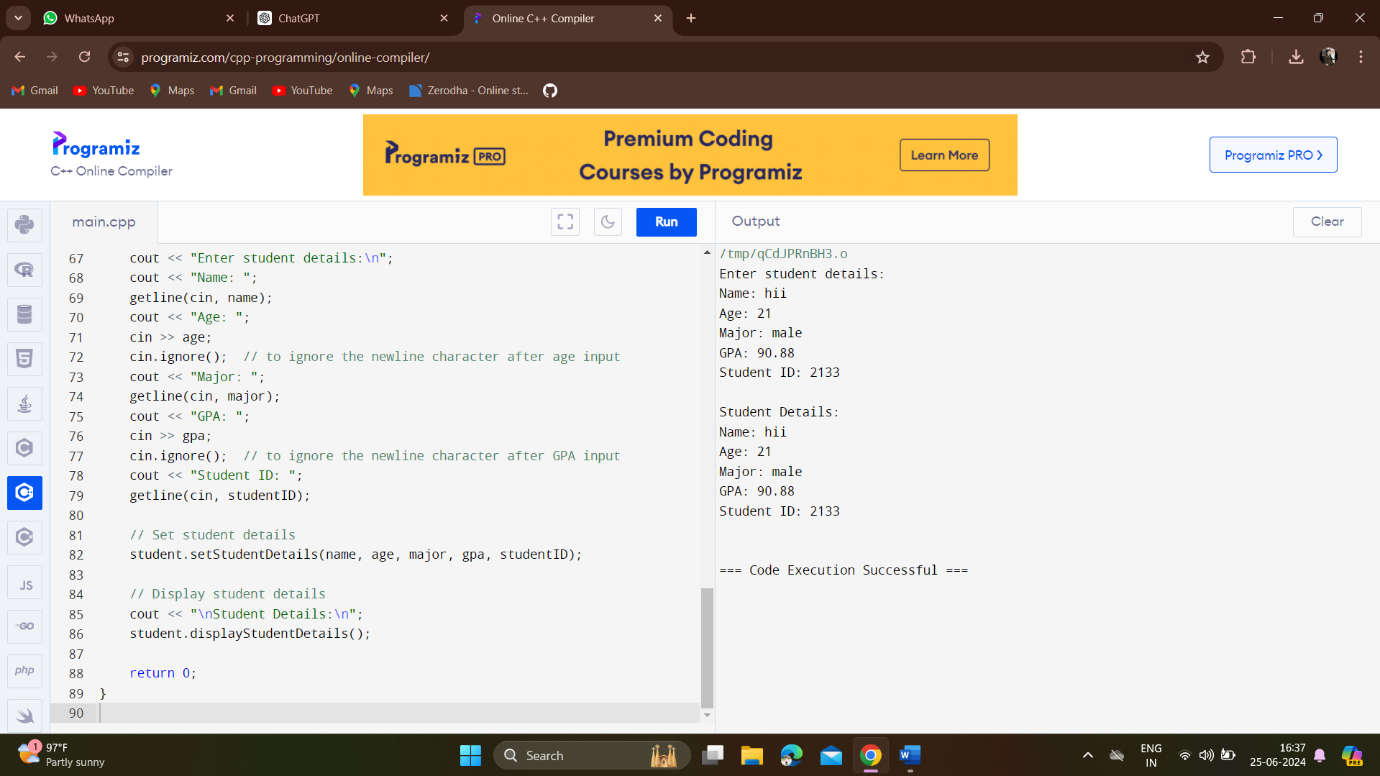 WhatsApp
ChatGPT
Online C++ Compiler
programiz.com/cpp-programming/online-compiler/
Gmail
YouTube
Maps
Gmail
YouTube
Maps
Zerodha - Online st...
Programiz
C++ Online Compiler
Programiz PRO
Premium Coding
Courses by Programiz
Learn More
Programiz PRO
main.cpp
Run
67 cout << "Enter student details:\n";
68 cout << "Name: ";
69 getline(cin, name);
70 cout << "Age: ";
71 cin >> age;
72 cin.ignore();  // to ignore the newline character after age input
73 cout << "Major: ";
74 getline(cin, major);
75 cout << "GPA: ";
76 cin >> gpa;
77 cin.ignore();  // to ignore the newline character after GPA input
78 cout << "Student ID: ";
79 getline(cin, studentID);
80
81 // Set student details
82 student.setStudentDetails(name, age, major, gpa, studentID);
83
84 // Display student details
85 cout << "\nStudent Details:\n";
86 student.displayStudentDetails();
87
88 return 0;
89 }
90
Output
Clear
/tmp/qCdJPRnBH3.o
Enter student details:
Name: hii
Age: 21
Major: male
GPA: 90.88
Student ID: 2133
Student Details:
Name: hii
Age: 21
Major: male
GPA: 90.88
Student ID: 2133
=== Code Execution Successful ===
JS
GO
php
1
97°F
Partly sunny
Search
W
ENG
IN
16:37
25-06-2024
PRE